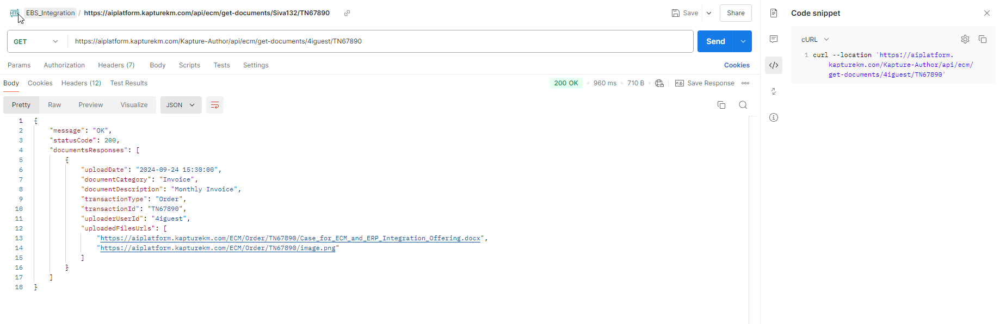 HTTP EBS_Integration / https://aiplatform.kapturekm.com/api/ecm/get-documents/Siva132/TN67890 Save Share
GET https://aiplatform.kapturekm.com/Kapture-Author/api/ecm/get-documents/4iguest/TN67890 Send
Params Authorization Headers (7) Body Scripts Tests Settings Cookies
Body Cookies Headers (12) Test Results 200 OK • 960 ms • 710 B • e.g. Save Response
Pretty Raw Preview Visualize JSON
1 {
2 "message": "OK",
3 "statusCode": 200,
4 "documentsResponses": [
5 {
6 "uploadDate": "2024-09-24 15:30:00",
7 "documentCategory": "Invoice",
8 "documentDescription": "Monthly Invoice",
9 "transactionType": "Order",
10 "transactionId": "TN67890",
11 "uploaderUserId": "4iguest",
12 "uploadedFilesUrls": [
13 "https://aiplatform.kapturekm.com/ECM/Order/TN67890/Case_for_ECM_and_ERP_Integration_Offering.docx",
14 "https://aiplatform.kapturekm.com/ECM/Order/TN67890/image.png"
15 ]
16 }
17 ]
18 }
Code snippet
cURL
1 curl --location 'https://aiplatform.
kapturekm.com/Kapture-Author/api/ecm/
get-documents/4iguest/TN67890'